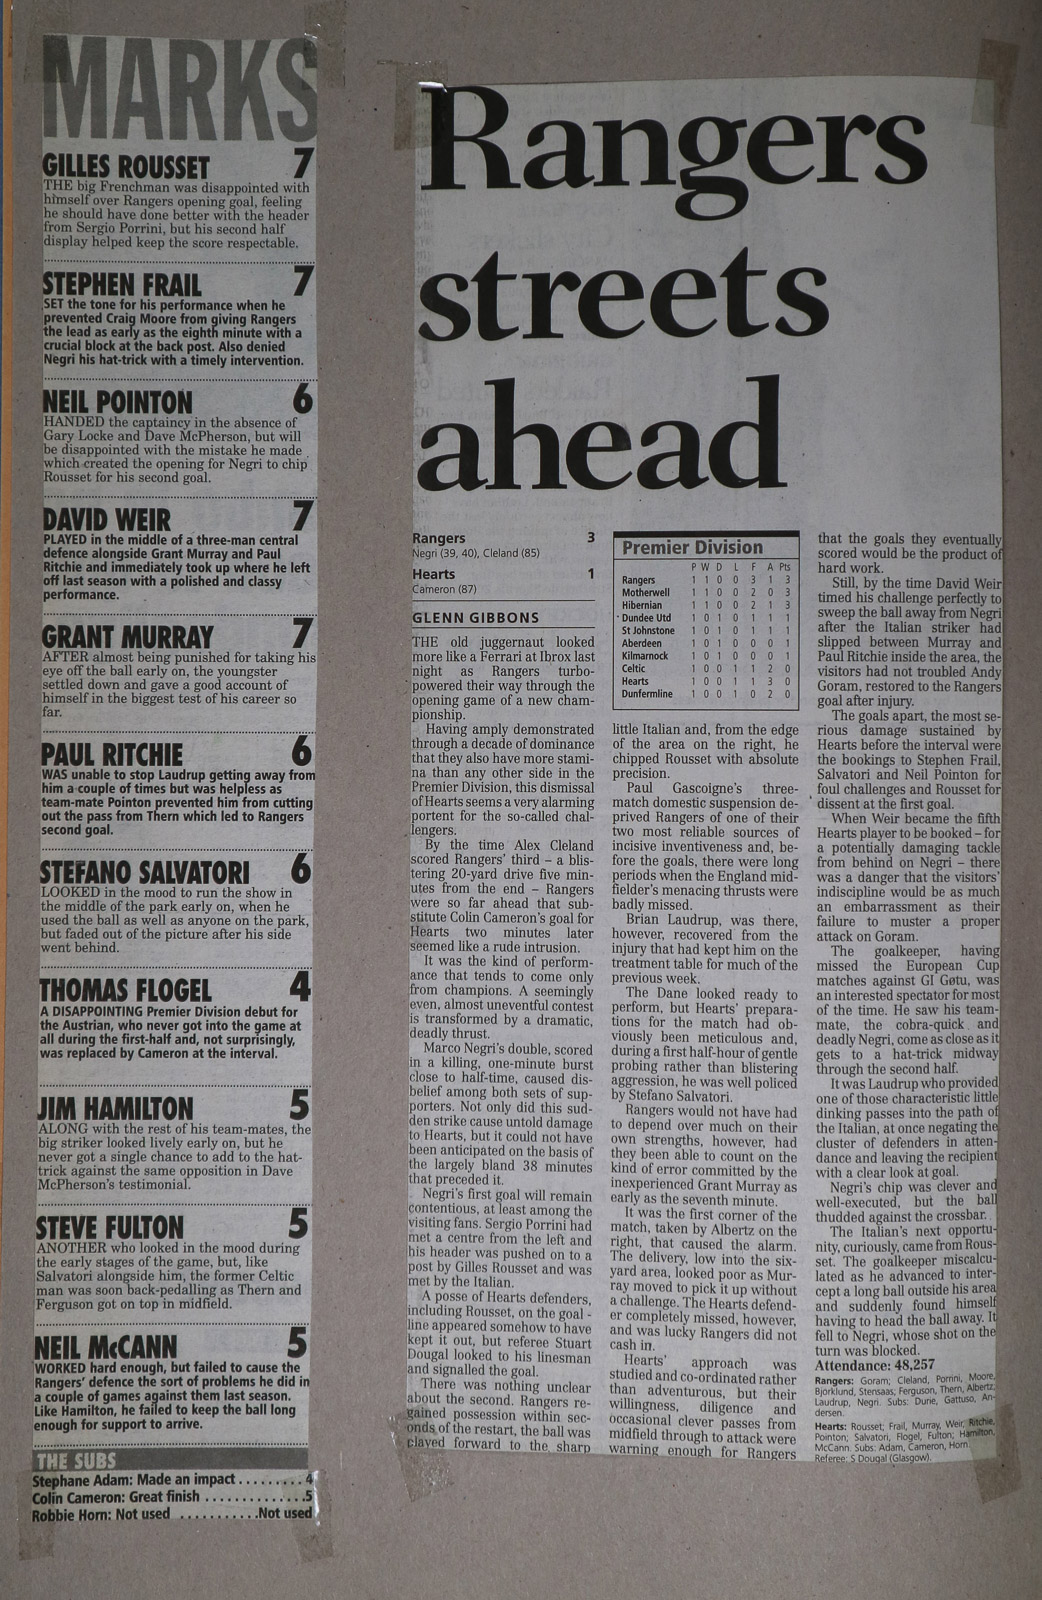 MARKS
GILLES ROUSSET 7
THE big Frenchman was disappointed with
himself over Rangers opening goal, feeling
he should have done better with the header
from Sergio Porrini, but his second half
display helped keep the score respectable.
STEPHEN FRAIL 7
SET the tone for his performance when he
prevented Craig Moore from giving Rangers
the lead as early as the eighth minute with a
crucial block at the back post. Also denied
Negri his hat-trick with a timely intervention.
NEIL POINTON 6
HANDED the captaincy in the absence of
Gary Locke and Dave McPherson, but will
be disappointed with the mistake he made
which created the opening for Negri to chip
Rousset for his second goal.
DAVID WEIR 7
PLAYED in the middle of a three-man central
defence alongside Grant Murray and Paul
Ritchie and immediately took up where he left
off last season with a polished and classy
performance.
GRANT MURRAY 7
AFTER almost being punished for taking his
eye off the ball early on, the youngster
settled down and gave a good account of
himself in the biggest test of his career so
far.
PAUL RITCHIE 6
WAS unable to stop Laudrup getting away from
him a couple of times but was helpless as
team-mate Pointon prevented him from cutting
out the pass from Thern which led to Rangers
second goal.
STEFANO SALVATORI 6
LOOKED in the mood to run the show in
the middle of the park early on, when he
used the ball as well as anyone on the park,
but faded out of the picture after his side
went behind.
THOMAS FLOGEL 4
A DISAPPOINTING Premier Division debut for
the Austrian, who never got into the game at
all during the first-half and, not surprisingly,
was replaced by Cameron at the interval.
JIM HAMILTON 5
ALONG with the rest of his team-mates, the
big striker looked lively early on, but he
never got a single chance to add to the hat-
trick against the same opposition in Dave
McPherson's testimonial.
STEVE FULTON 5
ANOTHER who looked in the mood during
the early stages of the game, but, like
Salvatori alongside him, the former Celtic
man was soon back-pedalling as Thern and
Ferguson got on top in midfield.
NEIL McCANN 5
WORKED hard enough, but failed to cause the
Rangers' defence the sort of problems he did in
a couple of games against them last season.
Like Hamilton, he failed to keep the ball long
enough for support to arrive.
THE SUBS
Stephane Adam: Made an impact.........4
Colin Cameron: Great finish .............5
Robbie Horn: Not used ...........Not used
Rangers
streets
ahead
Rangers 3
Negri (39, 40), Cleland (85)
Hearts 1
Cameron (87)
GLENN GIBBONS
THE old juggernaut looked
more like a Ferrari at Ibrox last
night as Rangers turbo-
powered their way through the
opening game of a new cham-
pionship.
Having amply demonstrated
through a decade of dominance
that they also have more stami-
na than any other side in the
Premier Division, this dismissal
of Hearts seems a very alarming
portent for the so-called chal-
lengers.
By the time Alex Cleland
scored Rangers' third – a blis-
tering 20-yard drive five min-
utes from the end – Rangers
were so far ahead that sub-
stitute Colin Cameron's goal for
Hearts two minutes later
seemed like a rude intrusion.
It was the kind of perform-
ance that tends to come only
from champions. A seemingly
even, almost uneventful contest
is transformed by a dramatic,
deadly thrust.
Marco Negri's double, scored
in a killing, one-minute burst
close to half-time, caused dis-
belief among both sets of sup-
porters. Not only did this sud-
den strike cause untold damage
to Hearts, but it could not have
been anticipated on the basis of
the largely bland 38 minutes
that preceded it.
Negri's first goal will remain
contentious, at least among the
visiting fans. Sergio Porrini had
met a centre from the left and
his header was pushed on to a
post by Gilles Rousset and was
met by the Italian.
A posse of Hearts defenders,
including Rousset, on the goal-
line appeared somehow to have
kept it out, but referee Stuart
Dougal looked to his linesman
and signalled the goal.
There was nothing unclear
about the second. Rangers re-
gained possession within sec-
onds of the restart, the ball was
played forward to the sharp
Premier Division
P W D L F A Pts
Rangers 1 1 0 0 3 1 3
Motherwell 1 1 0 0 2 0 3
Hibernian 1 1 0 0 2 1 3
Dundee Utd 1 0 1 0 1 1 1
St Johnstone 1 0 1 0 1 1 1
Aberdeen 1 0 1 0 0 0 1
Kilmarnock 1 0 1 0 0 0 1
Celtic 1 0 0 1 1 2 0
Hearts 1 0 0 1 1 3 0
Dunfermline 1 0 0 1 0 2 0
little Italian and, from the edge
of the area on the right, he
chipped Rousset with absolute
precision.
Paul Gascoigne's three-
match domestic suspension de-
prived Rangers of one of their
two most reliable sources of
incisive inventiveness and, be-
fore the goals, there were long
periods when the England mid-
fielder's menacing thrusts were
badly missed.
Brian Laudrup, was there,
however, recovered from the
injury that had kept him on the
treatment table for much of the
previous week.
The Dane looked ready to
perform, but Hearts' prepara-
tions for the match had ob-
viously been meticulous and,
during a first half-hour of gentle
probing rather than blistering
aggression, he was well policed
by Stefano Salvatori.
Rangers would not have had
to depend over much on their
own strengths, however, had
they been able to count on the
kind of error committed by the
inexperienced Grant Murray as
early as the seventh minute.
It was the first corner of the
match, taken by Albertz on the
right, that caused the alarm.
The delivery, low into the six-
yard area, looked poor as Mur-
ray moved to pick it up without
a challenge. The Hearts defend-
er completely missed, however,
and was lucky Rangers did not
cash in.
Hearts' approach was
studied and co-ordinated rather
than adventurous, but their
willingness, diligence and
occasional clever passes from
midfield through to attack were
warning enough for Rangers
that the goals they eventually
scored would be the product of
hard work.
Still, by the time David Weir
timed his challenge perfectly to
sweep the ball away from Negri
after the Italian striker had
slipped between Murray and
Paul Ritchie inside the area, the
visitors had not troubled Andy
Goram, restored to the Rangers
goal after injury.
The goals apart, the most se-
rious damage sustained by
Hearts before the interval were
the bookings to Stephen Frail,
Salvatori and Neil Pointon for
foul challenges and Rousset for
dissent at the first goal.
When Weir became the fifth
Hearts player to be booked – for
a potentially damaging tackle
from behind on Negri – there
was a danger that the visitors'
indiscipline would be as much
an embarrassment as their
failure to muster a proper
attack on Goram.
The goalkeeper, having
missed the European Cup
matches against GI Gøtu, was
an interested spectator for most
of the time. He saw his team-
mate, the cobra-quick and
deadly Negri, come as close as it
gets to a hat-trick midway
through the second half.
It was Laudrup who provided
one of those characteristic little
dinking passes into the path of
the Italian, at once negating the
cluster of defenders in atten-
dance and leaving the recipient
with a clear look at goal.
Negri's chip was clever and
well-executed, but the ball
thudded against the crossbar.
The Italian's next opportu-
nity, curiously, came from Rous-
set. The goalkeeper miscalcu-
lated as he advanced to inter-
cept a long ball outside his area
and suddenly found himself
having to head the ball away. It
fell to Negri, whose shot on the
turn was blocked.
Attendance: 48,257
Rangers: Goram; Cleland, Porrini, Moore,
Bjorklund, Stensaas; Ferguson, Thern, Albertz;
Laudrup, Negri. Subs: Durie, Gattuso, An-
dersen.
Hearts: Rousset; Frail, Murray, Weir, Ritchie,
Pointon; Salvatori, Flogel, Fulton; Hamilton,
McCann. Subs: Adam, Cameron, Horn.
Referee: S Dougal (Glasgow).